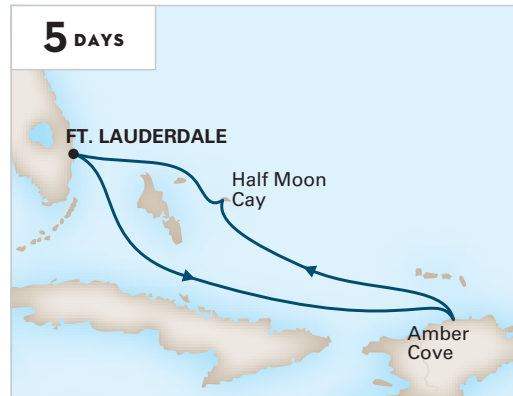 5 DAYS
FT. LAUDERDALE
Half Moon
Cay
Amber
Cove